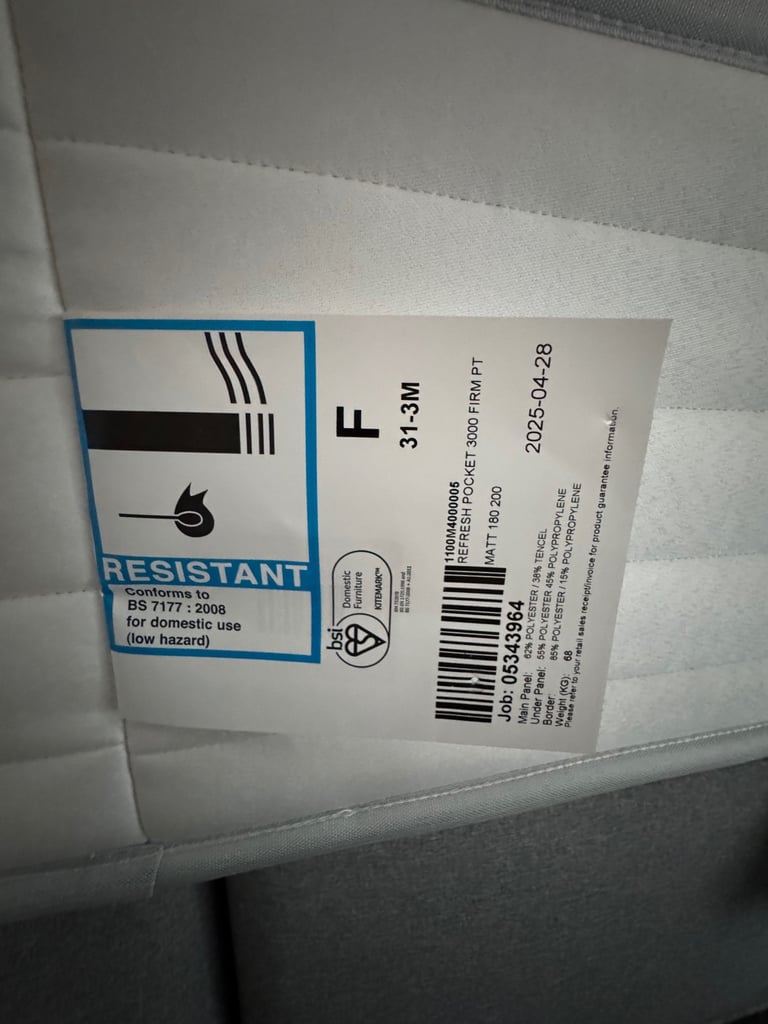 RESISTANT
Conforms to
BS 7177 : 2008
for domestic use
(low hazard)
bsi
Domestic
Furniture
KITEMARK™
F
31-3M
1100M4000005
REFRESH POCKET 3000 FIRM PT
MATT 180 200
Job: 05343964
2025-04-28
Main Panel: 62% POLYESTER / 38% TENCEL
Under Panel: 55% POLYESTER 45% POLYPROPYLENE
Border: 85% POLYESTER / 15% POLYPROPYLENE
Weight (KG): 68
Please refer to your retail sales receipt/invoice for product guarantee information.